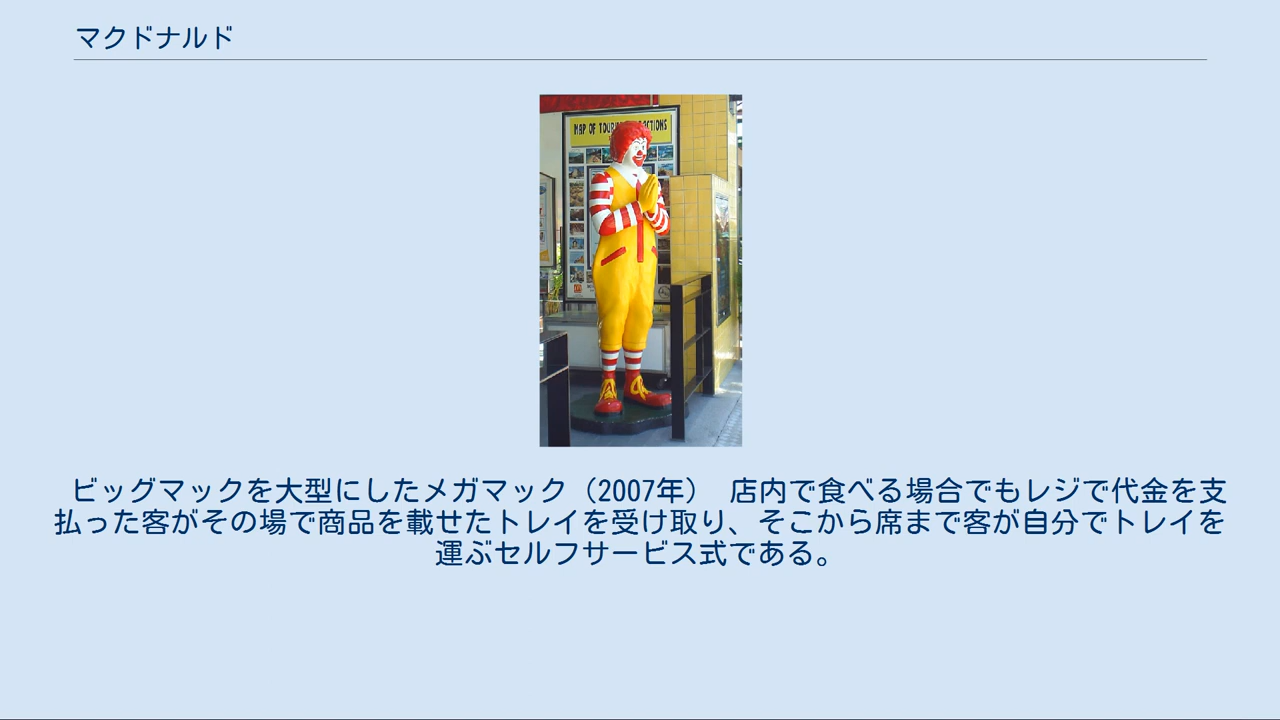 マクドナルド
MAP OF
ビッグマックを大型にしたメガマック（2007年）　店内で食べる場合でもレジで代金を支
払った客がその場で商品を載せたトレイを受け取り、そこから席まで客が自分でトレイを
運ぶセルフサービス式である。